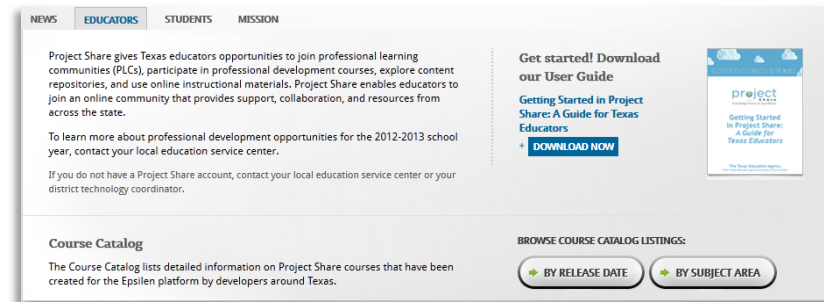 NEWS EDUCATORS STUDENTS MISSION
Project Share gives Texas educators opportunities to join professional learning
communities (PLCs), participate in professional development courses, explore content
repositories, and use online instructional materials. Project Share enables educators to
join an online community that provides support, collaboration, and resources from
across the state.
To learn more about professional development opportunities for the 2012-2013 school
year, contact your local education service center.
If you do not have a Project Share account, contact your local education service center or your
district technology coordinator.
Get started! Download
our User Guide
Getting Started in Project
Share: A Guide for Texas
Educators
+ DOWNLOAD NOW
project
Share
Getting Started
in Project Share:
A Guide for
Texas Educators
The Texas Education Agency
Course Catalog
The Course Catalog lists detailed information on Project Share courses that have been
created for the Epsilen platform by developers around Texas.
BROWSE COURSE CATALOG LISTINGS:
BY RELEASE DATE
BY SUBJECT AREA